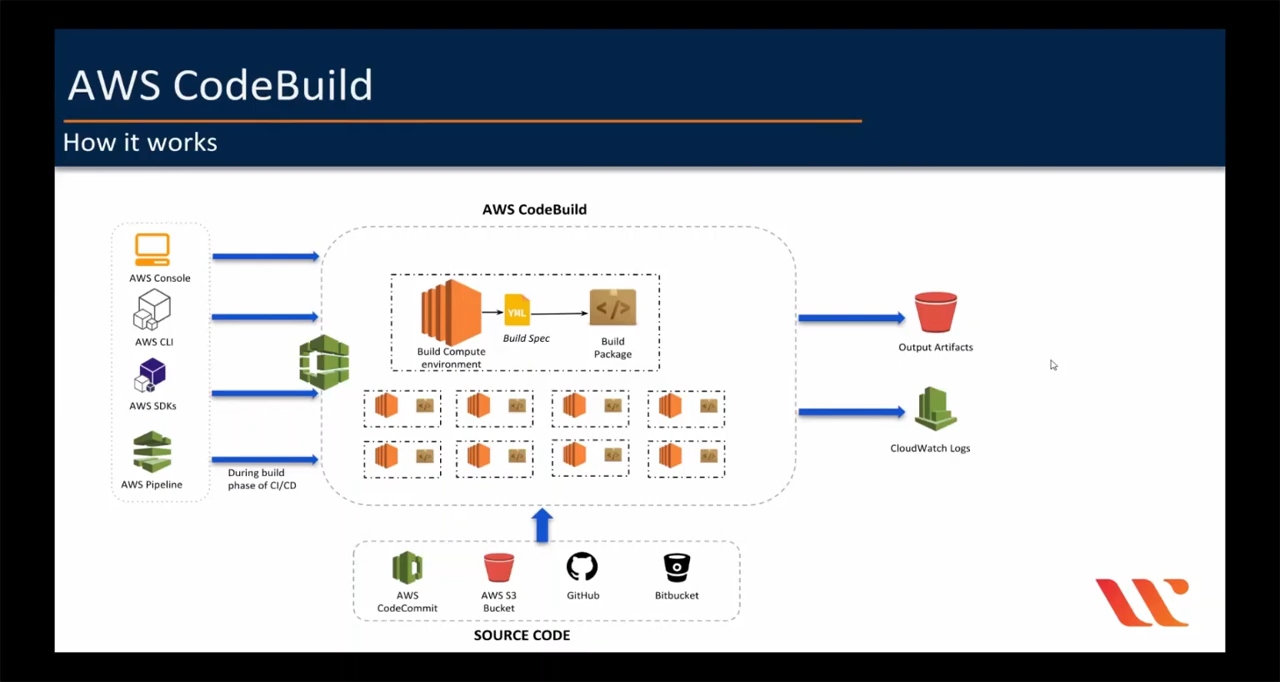 AWS CodeBuild
How it works
AWS CodeBuild
AWS Console
AWS CLI
AWS SDKs
AWS Pipeline
During build
phase of CI/CD
Build Compute
environment
YML
Build Spec
</>
Build
Package
Output Artifacts
CloudWatch Logs
AWS
CodeCommit
AWS S3
Bucket
GitHub
Bitbucket
SOURCE CODE